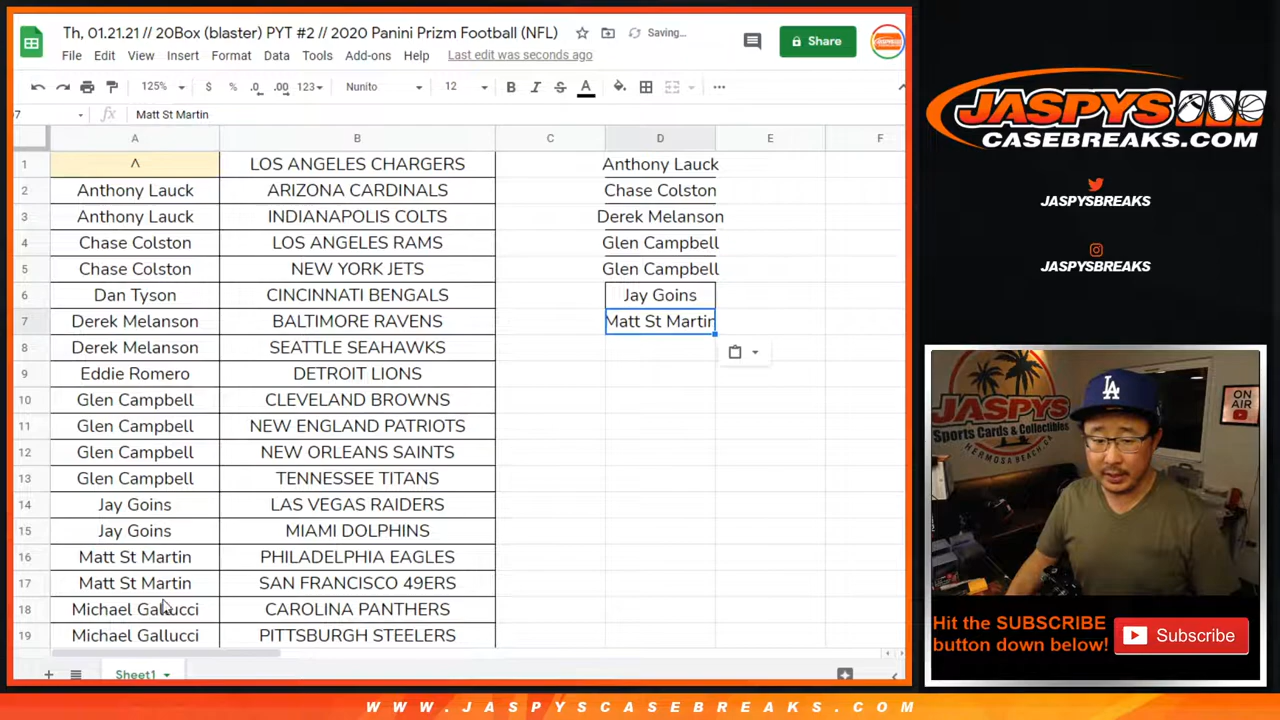 Th, 01.21.21 // 20Box (blaster) PYT #2 // 2020 Panini Prizm Football (NFL)
Saving...
Share
File Edit View Insert Format Data Tools Add-ons Help Last edit was seconds ago
125% $ % .0 .00 123 Nunito 12 B I S A
7 fx Matt St Martin
A B C D E F
1 ^ LOS ANGELES CHARGERS Anthony Lauck
2 Anthony Lauck ARIZONA CARDINALS Chase Colston
3 Anthony Lauck INDIANAPOLIS COLTS Derek Melanson
4 Chase Colston LOS ANGELES RAMS Glen Campbell
5 Chase Colston NEW YORK JETS Glen Campbell
6 Dan Tyson CINCINNATI BENGALS Jay Goins
7 Derek Melanson BALTIMORE RAVENS Matt St Martin
8 Derek Melanson SEATTLE SEAHAWKS
9 Eddie Romero DETROIT LIONS
10 Glen Campbell CLEVELAND BROWNS
11 Glen Campbell NEW ENGLAND PATRIOTS
12 Glen Campbell NEW ORLEANS SAINTS
13 Glen Campbell TENNESSEE TITANS
14 Jay Goins LAS VEGAS RAIDERS
15 Jay Goins MIAMI DOLPHINS
16 Matt St Martin PHILADELPHIA EAGLES
17 Matt St Martin SAN FRANCISCO 49ERS
18 Michael Gallucci CAROLINA PANTHERS
19 Michael Gallucci PITTSBURGH STEELERS
Sheet1
JASPYS
CASEBREAKS.COM
JASPYSBREAKS
JASPYSBREAKS
JASPYS
Sports Cards & Collectibles
HERMOSA BEACH, CA
ON AIR
LA
Hit the SUBSCRIBE
button down below!
Subscribe
WWW.JASPYSCASEBREAKS.COM